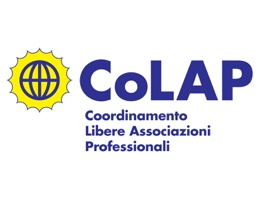 CoLAP
Coordinamento
Libere Associazioni
Professionali